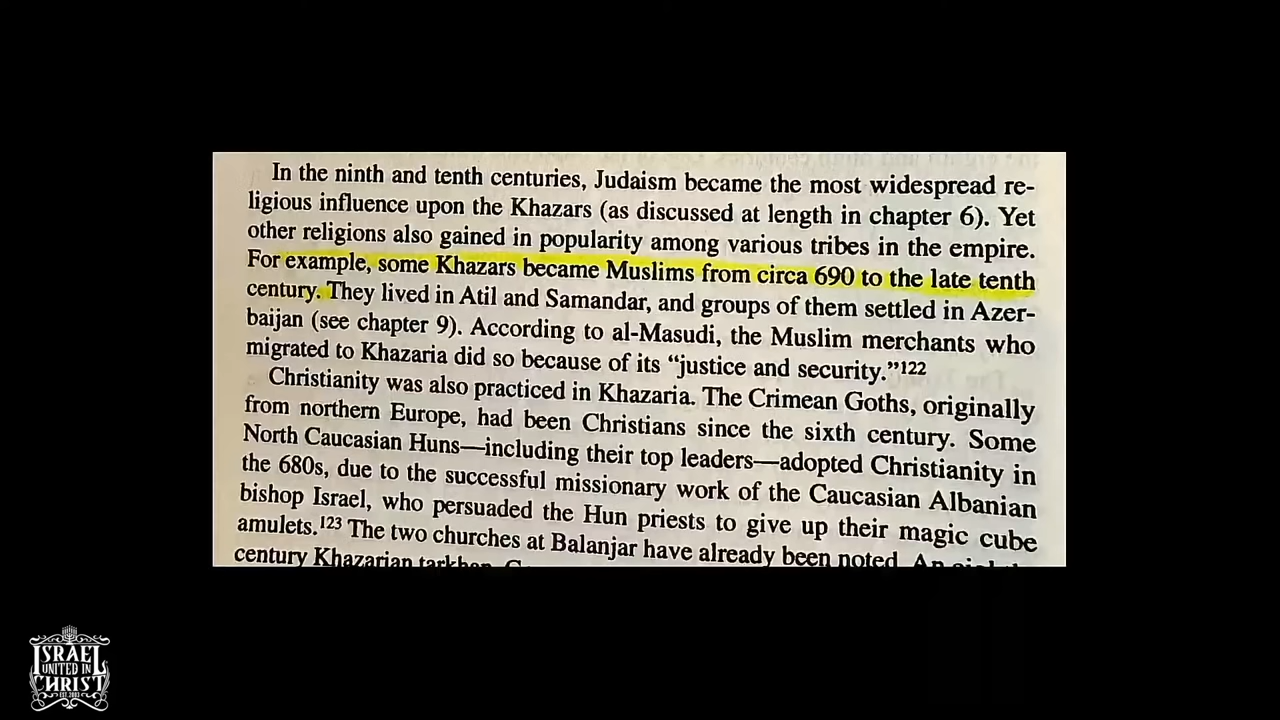 In the ninth and tenth centuries, Judaism became the most widespread re-
ligious influence upon the Khazars (as discussed at length in chapter 6). Yet
other religions also gained in popularity among various tribes in the empire.
For example, some Khazars became Muslims from circa 690 to the late tenth
century. They lived in Atil and Samandar, and groups of them settled in Azer-
baijan (see chapter 9). According to al-Masudi, the Muslim merchants who
migrated to Khazaria did so because of its “justice and security.”122
Christianity was also practiced in Khazaria. The Crimean Goths, originally
from northern Europe, had been Christians since the sixth century. Some
North Caucasian Huns—including their top leaders—adopted Christianity in
the 680s, due to the successful missionary work of the Caucasian Albanian
bishop Israel, who persuaded the Hun priests to give up their magic cube
amulets.123 The two churches at Balanjar have already been noted. An
century Khazarian tarkhan
ISRAEL
UNITED IN
CHRIST
EST. 2003